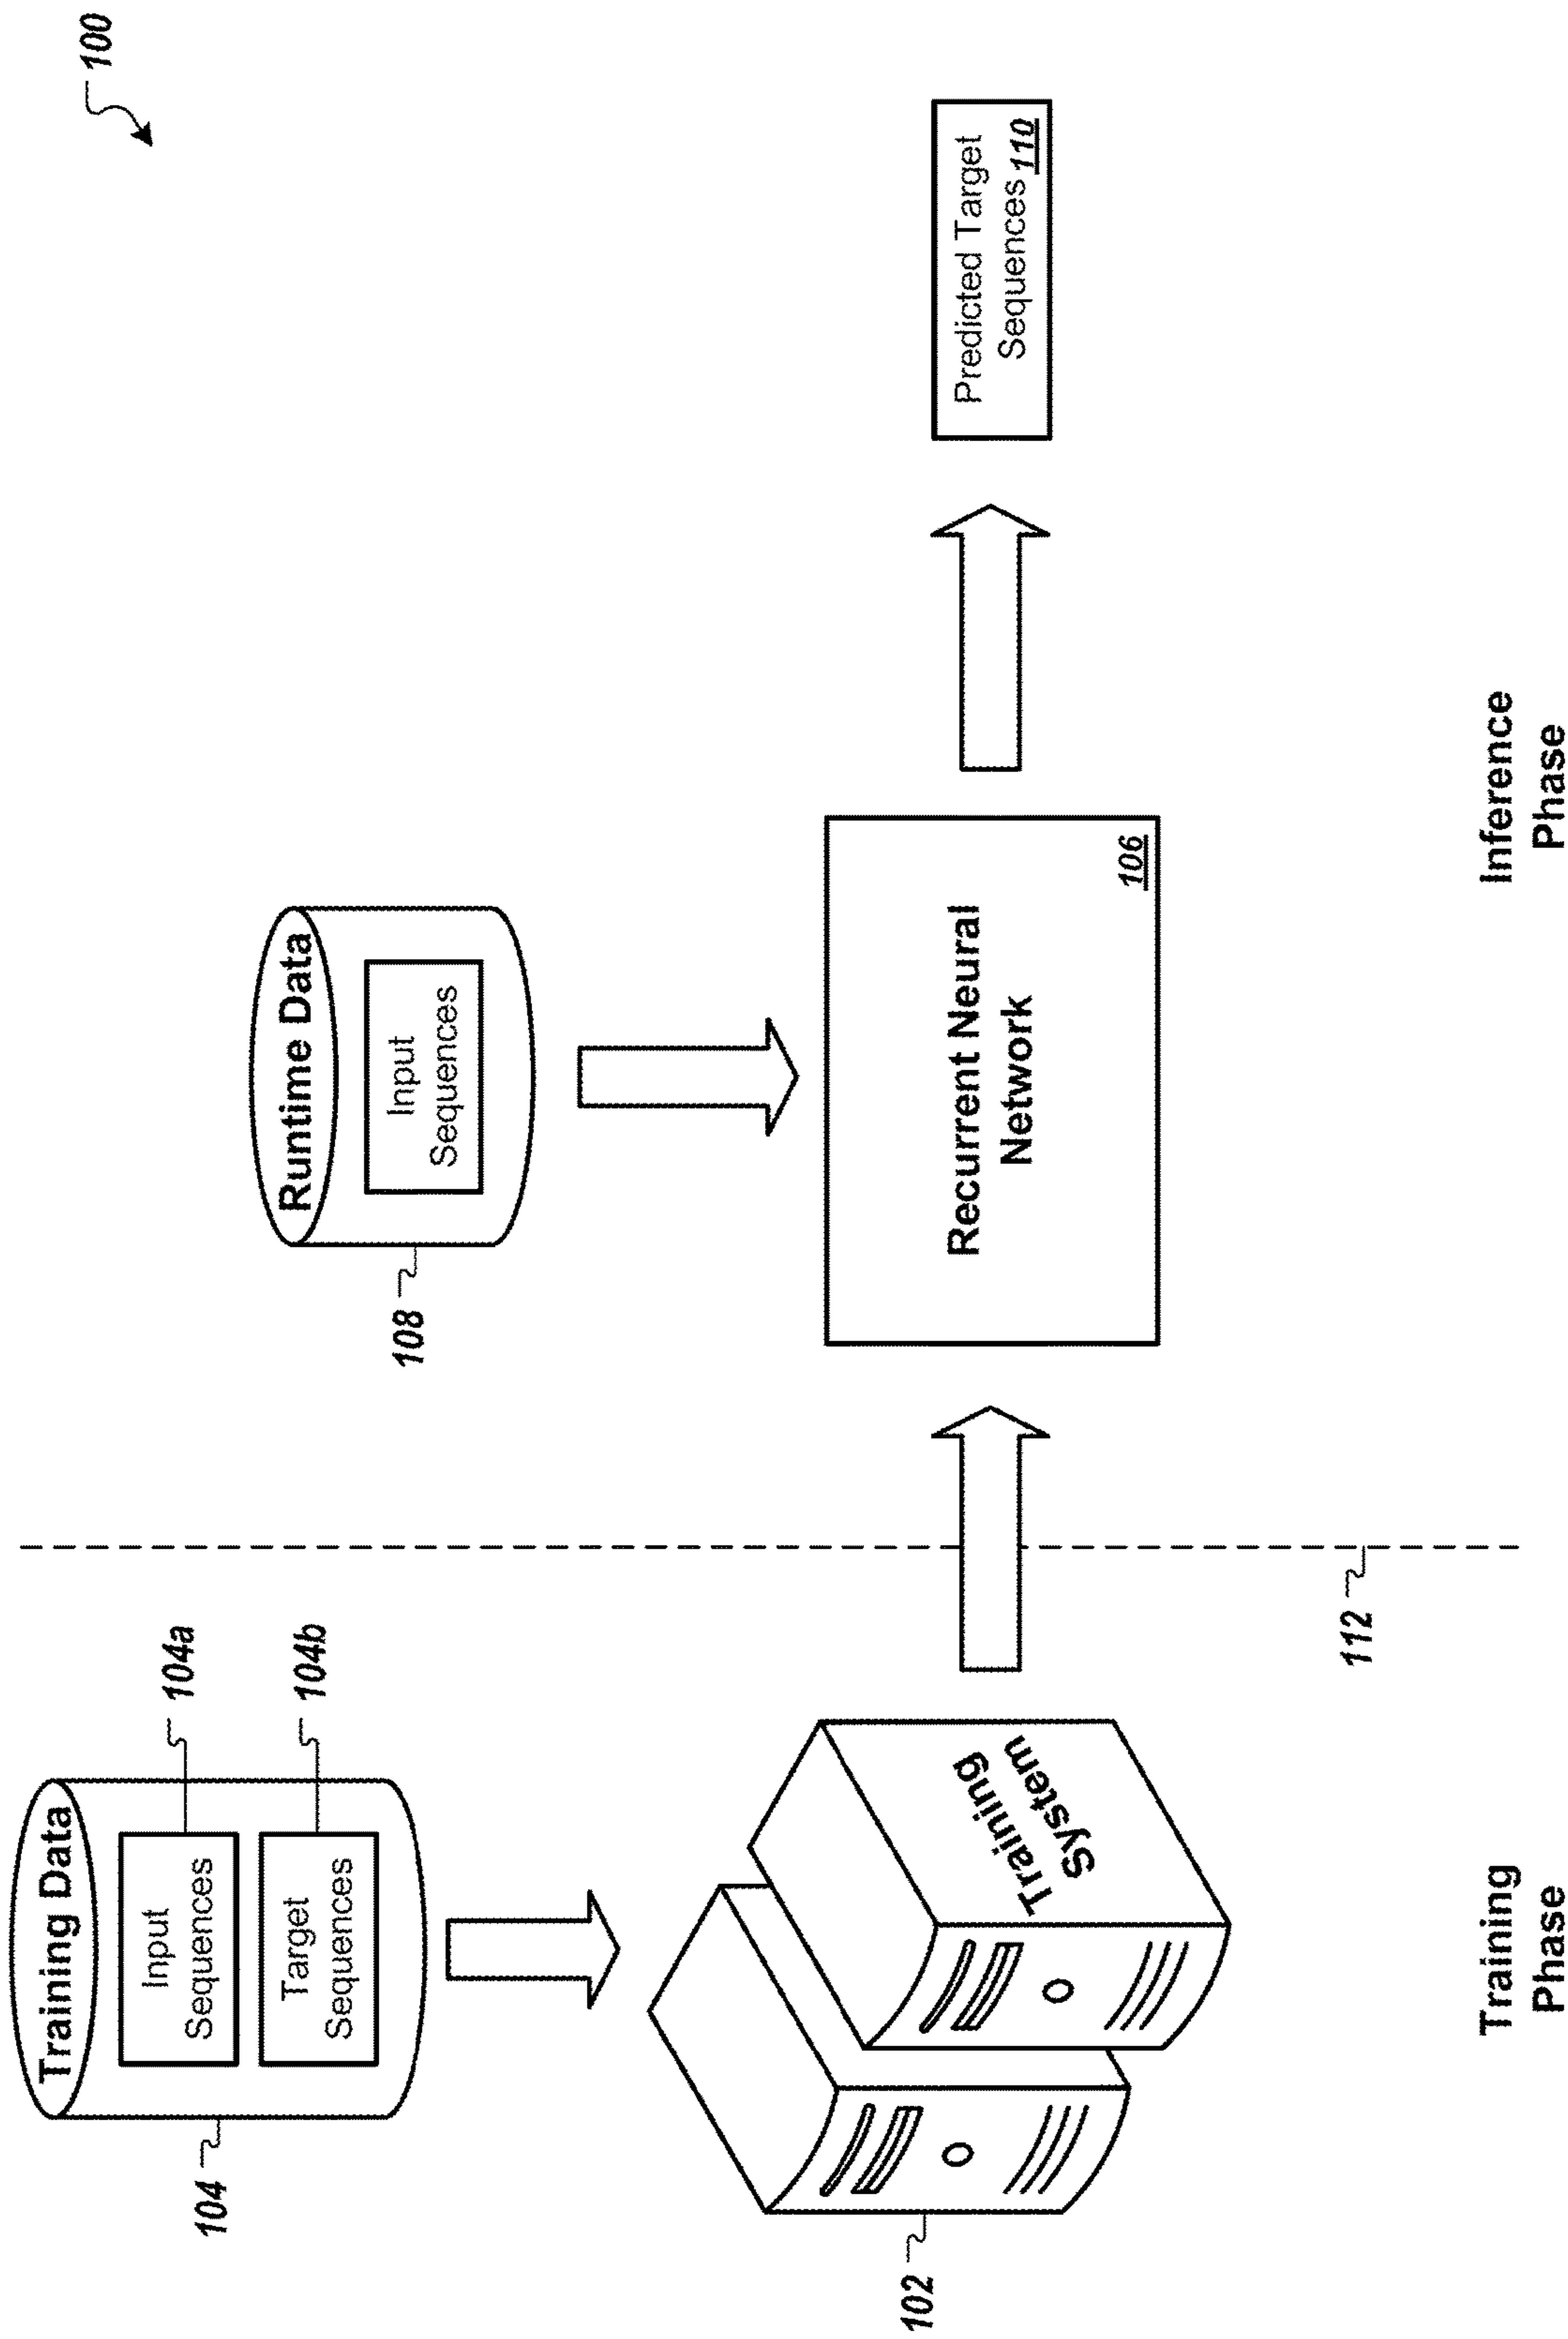 100
Training Data
Input
Sequences
104a
Target
Sequences
104b
104
Runtime Data
Input
Sequences
108
Training
System
102
Recurrent Neural
Network
106
Predicted Target
Sequences 110
112
Training
Phase
Inference
Phase